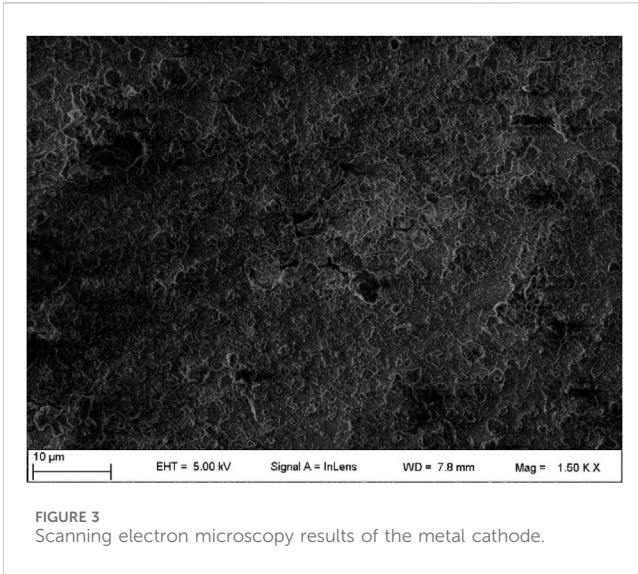 10 µm
EHT = 5.00 kV Signal A = InLens WD = 7.8 mm Mag = 1.50 K X
FIGURE 3
Scanning electron microscopy results of the metal cathode.